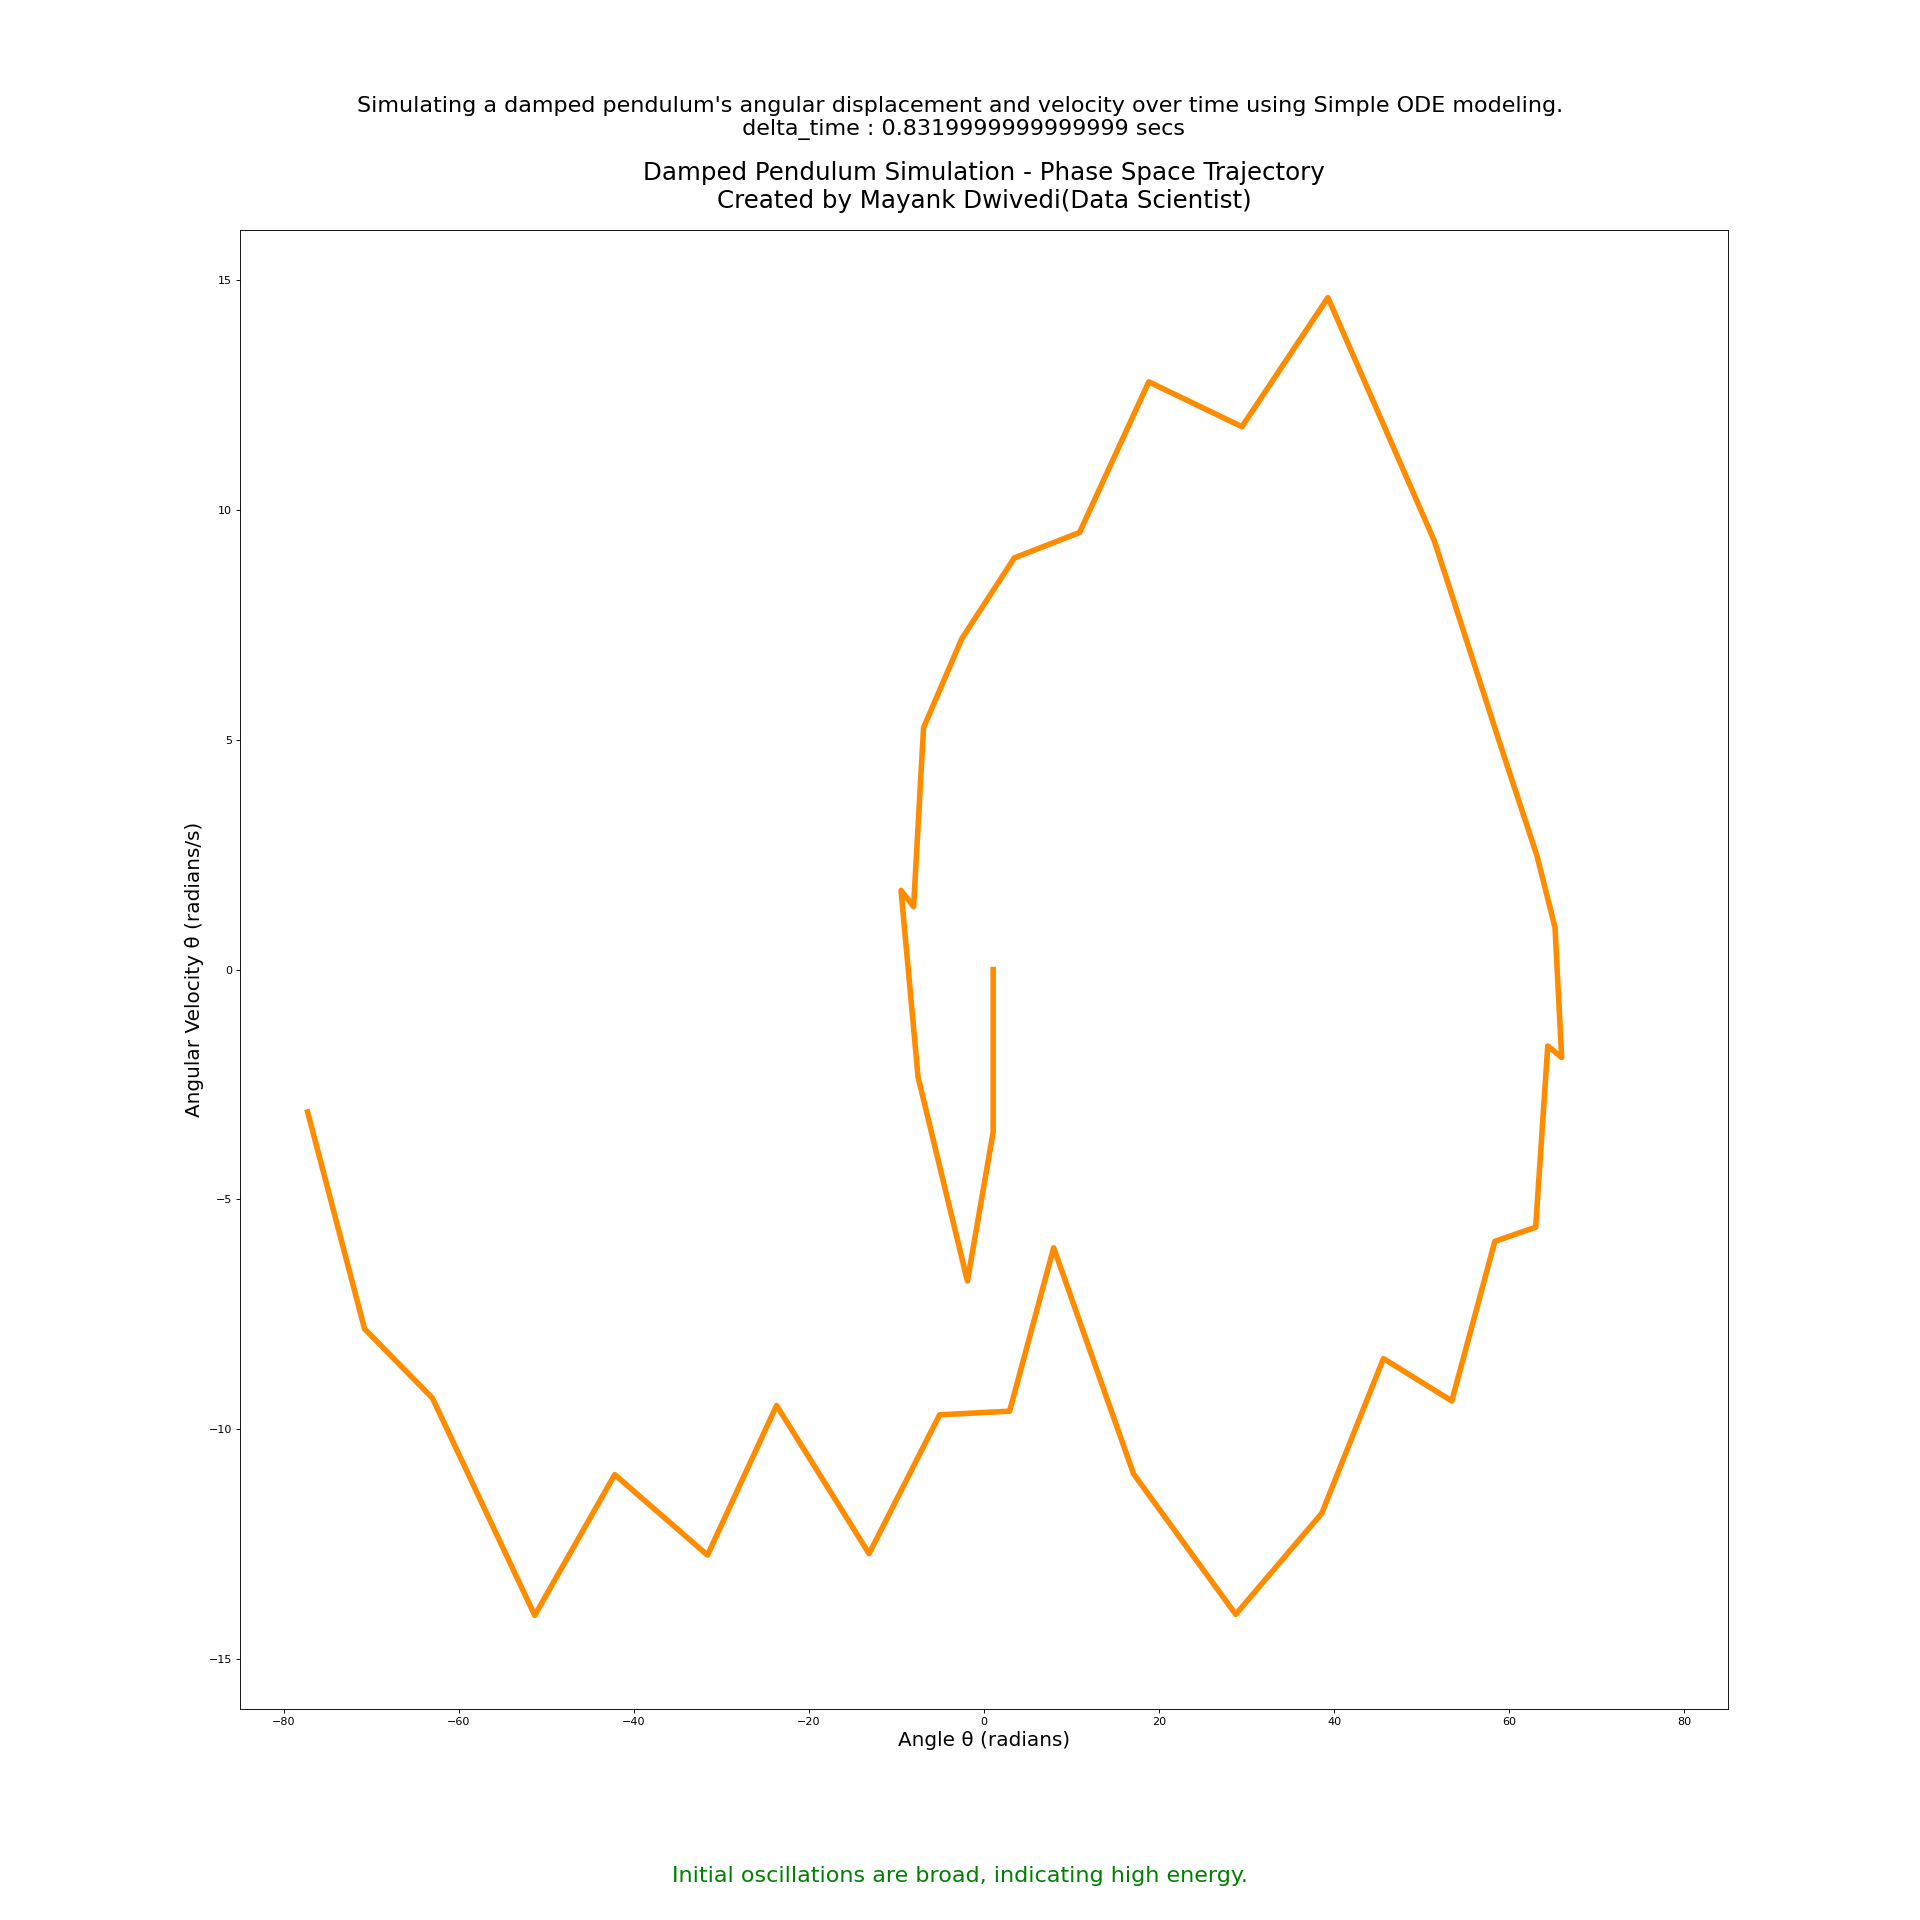 Simulating a damped pendulum's angular displacement and velocity over time using Simple ODE modeling.
delta_time : 0.8319999999999999 secs
Damped Pendulum Simulation - Phase Space Trajectory
Created by Mayank Dwivedi(Data Scientist)
15
10
5
0
−5
−10
−15
Angular Velocity θ (radians/s)
−80
−60
−40
−20
0
20
40
60
80
Angle θ (radians)
Initial oscillations are broad, indicating high energy.